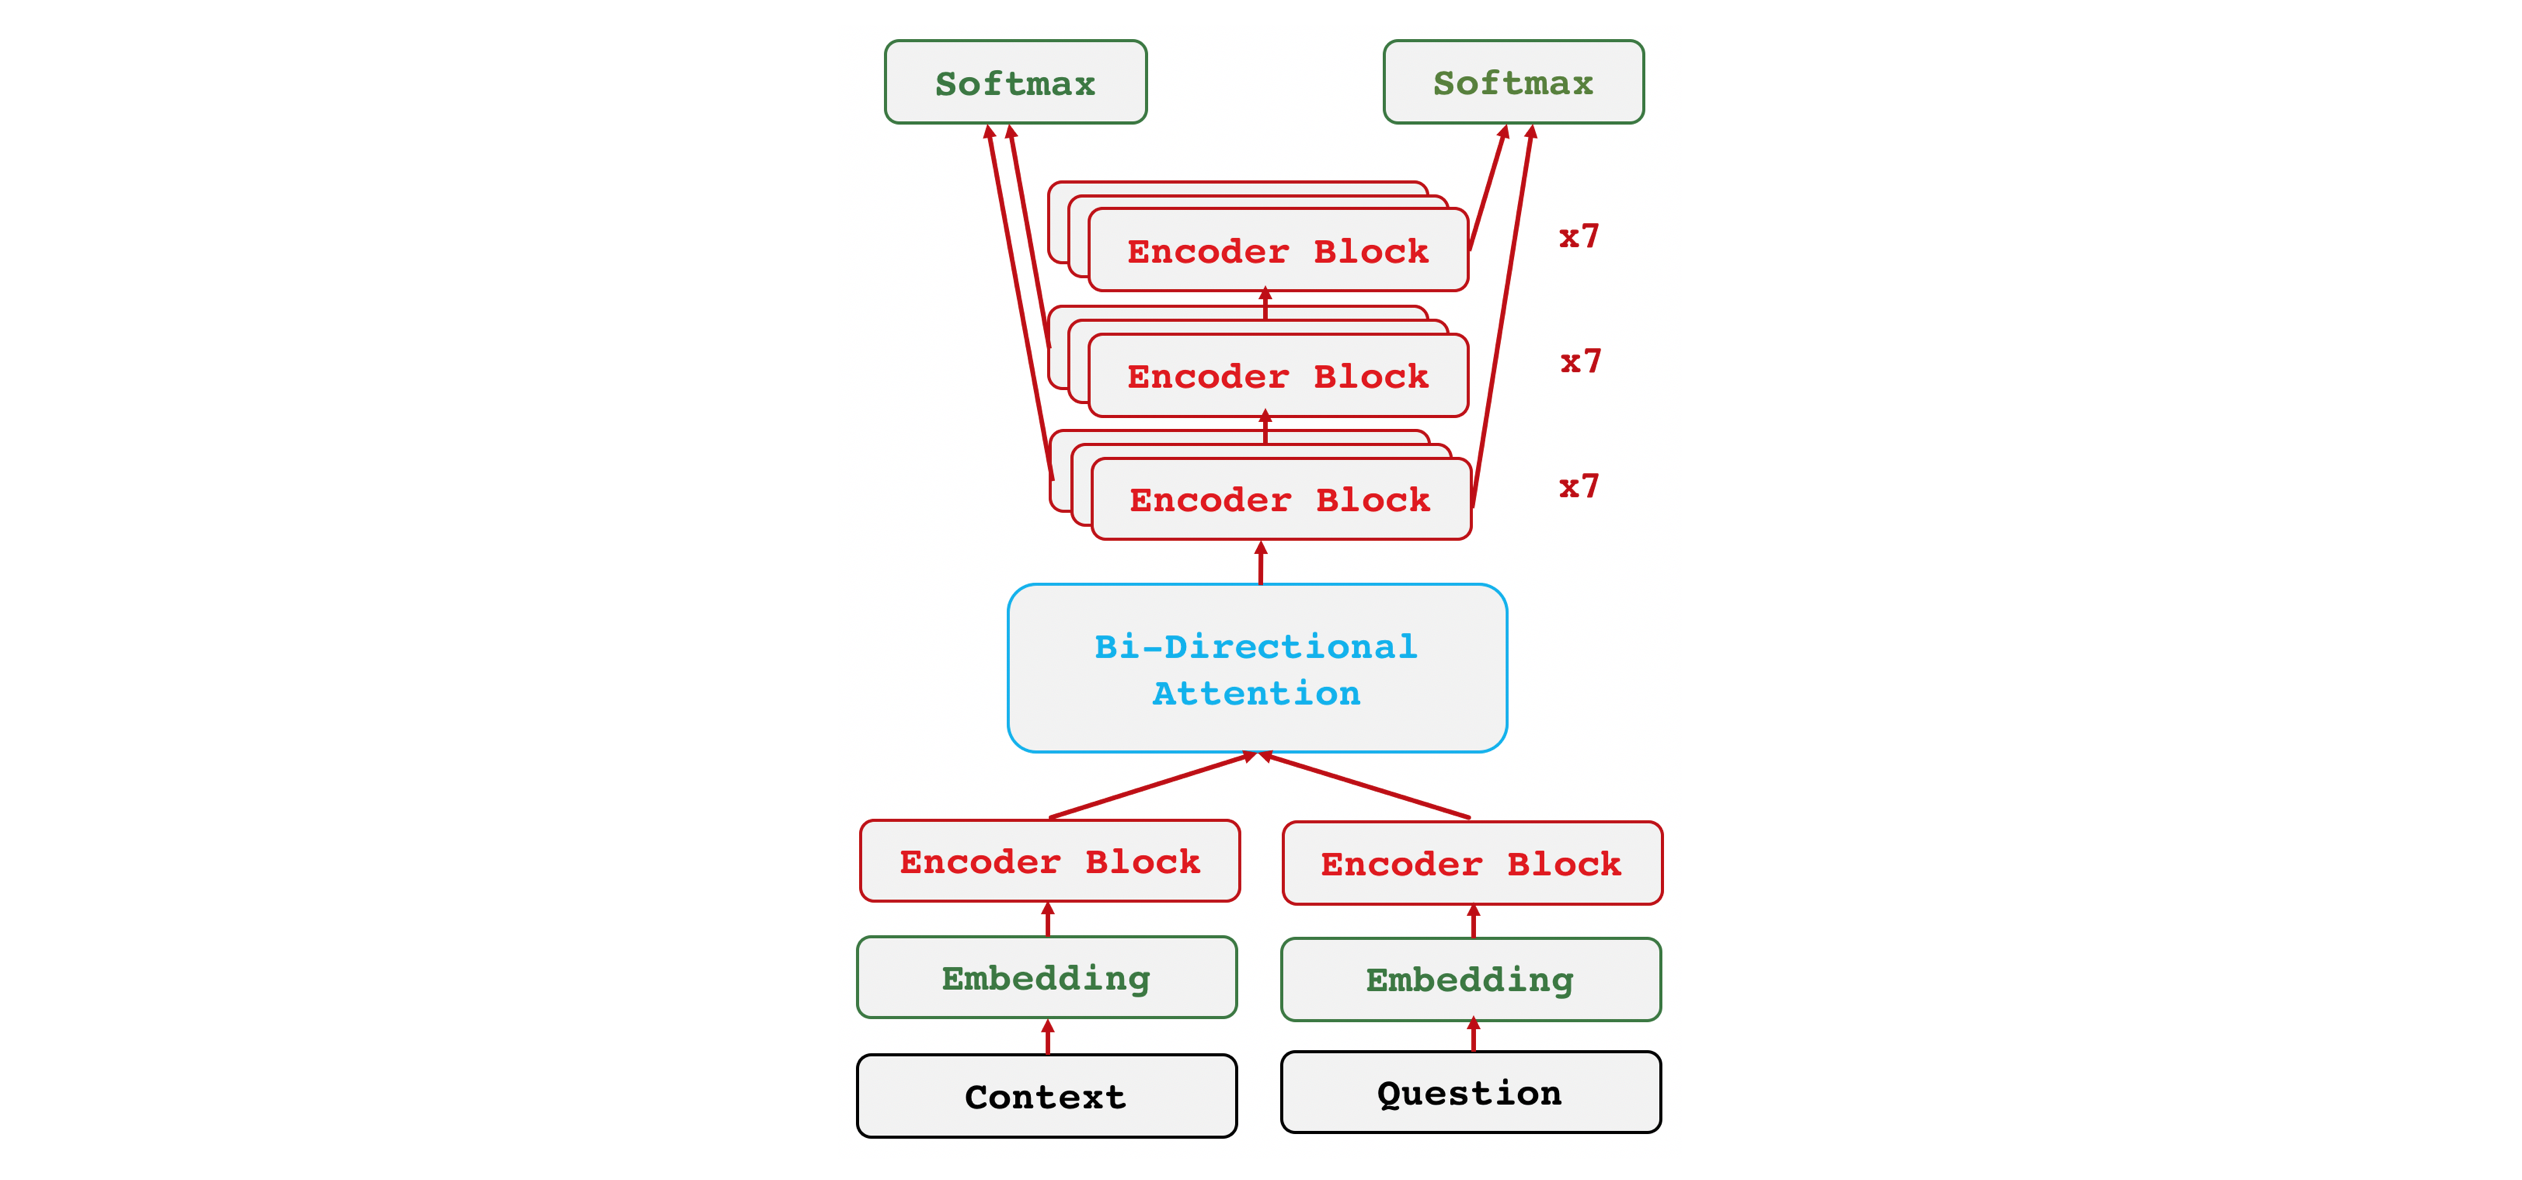 Softmax
Softmax
Encoder Block
x7
Encoder Block
x7
Encoder Block
x7
Bi-Directional
Attention
Encoder Block
Encoder Block
Embedding
Embedding
Context
Question